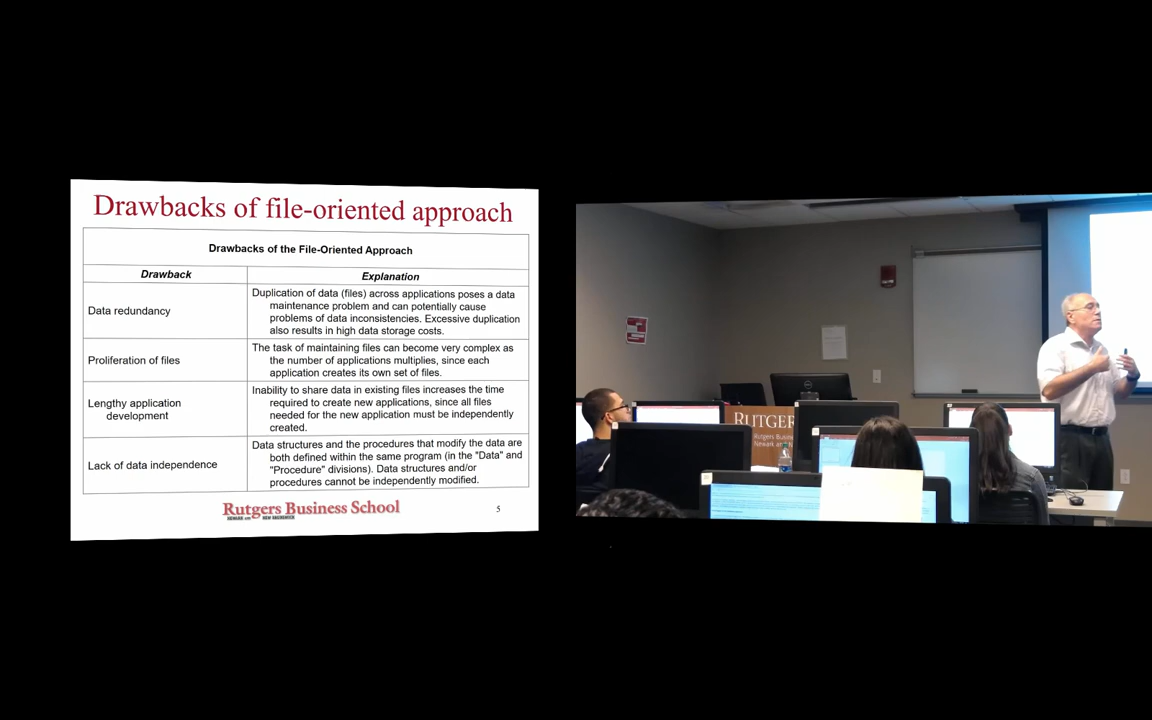 Drawbacks of file-oriented approach
Drawbacks of the File-Oriented Approach
Drawback
Explanation
Data redundancy
Duplication of data (files) across applications poses a data
maintenance problem and can potentially cause
problems of data inconsistencies. Excessive duplication
also results in high data storage costs.
Proliferation of files
The task of maintaining files can become very complex as
the number of applications multiplies, since each
application creates its own set of files.
Lengthy application
development
Inability to share data in existing files increases the time
required to create new applications, since all files
needed for the new application must be independently
created.
Lack of data independence
Data structures and the procedures that modify the data are
both defined within the same program (in the "Data" and
"Procedure" divisions). Data structures and/or
procedures cannot be independently modified.
Rutgers Business School
5
RUTGER
Rutgers Busine
Newark and N